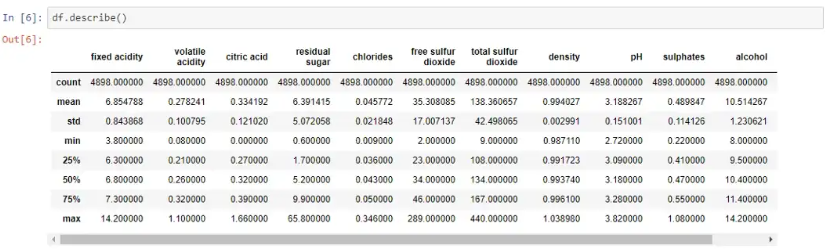 In [6]: df.describe()
Out[6]:
fixed acidity volatile acidity citric acid residual sugar chlorides free sulfur dioxide total sulfur dioxide density pH sulphates alcohol
count 4898.000000 4898.000000 4898.000000 4898.000000 4898.000000 4898.000000 4898.000000 4898.000000 4898.000000 4898.000000 4898.000000
mean 6.854788 0.278241 0.334192 6.391415 0.045772 35.308085 138.360657 0.994027 3.188267 0.489847 10.514267
std 0.843868 0.100795 0.121020 5.072058 0.021848 17.007137 42.498065 0.002991 0.151001 0.114126 1.230621
min 3.800000 0.080000 0.000000 0.600000 0.009000 2.000000 9.000000 0.987110 2.720000 0.220000 8.000000
25% 6.300000 0.210000 0.270000 1.700000 0.036000 23.000000 108.000000 0.991723 3.090000 0.410000 9.500000
50% 6.800000 0.260000 0.320000 5.200000 0.043000 34.000000 134.000000 0.993740 3.180000 0.470000 10.400000
75% 7.300000 0.320000 0.390000 9.900000 0.050000 46.000000 167.000000 0.996100 3.280000 0.550000 11.400000
max 14.200000 1.100000 1.660000 65.800000 0.346000 289.000000 440.000000 1.038980 3.820000 1.080000 14.200000